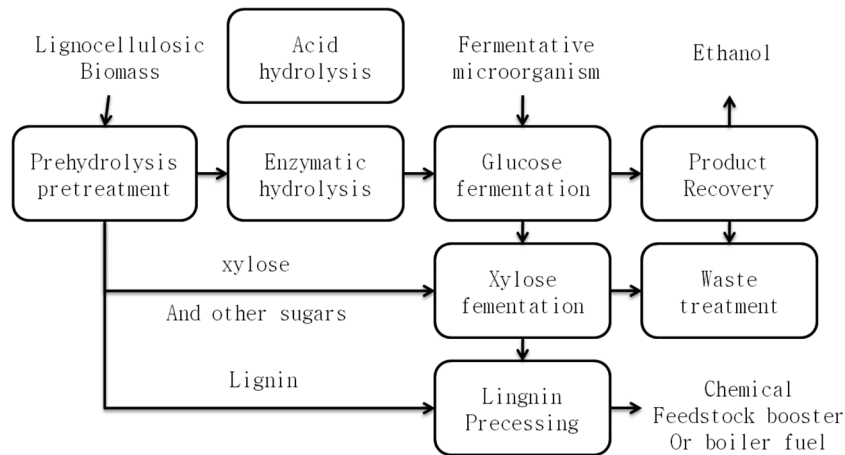 Lignocellulosic
Biomass
Acid
hydrolysis
Fermentative
microorganism
Ethanol
Prehydrolysis
pretreatment
Enzymatic
hydrolysis
Glucose
fermentation
Product
Recovery
xylose
And other sugars
Xylose
fementation
Waste
treatment
Lignin
Lingnin
Precessing
Chemical
Feedstock booster
Or boiler fuel